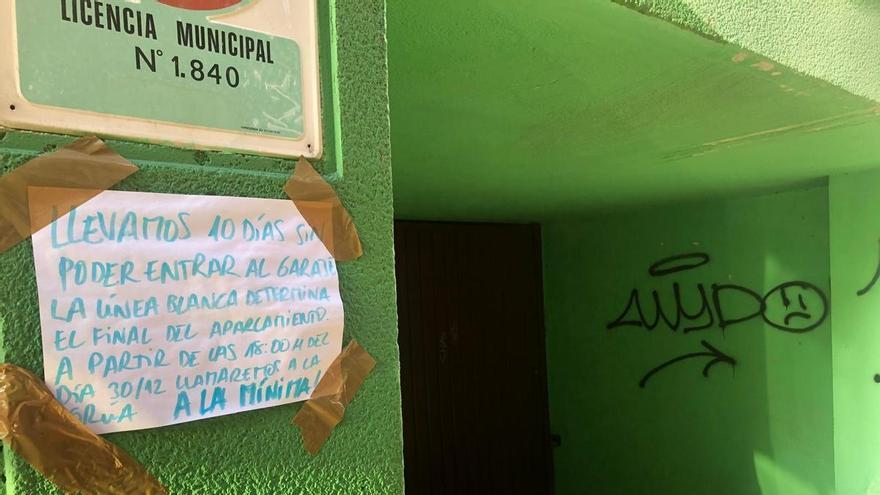 LICENCIA MUNICIPAL
Nº 1.840
LLEVAMOS 10 DÍAS SIN
PODER ENTRAR AL GARAJE
LA LÍNEA BLANCA DETERMINA
EL FINAL DEL APARCAMIENTO.
A PARTIR DE LAS 18:00 H DEL
DÍA 30/12 LLAMAREMOS A LA
GRÚA A LA MÍNIMA!